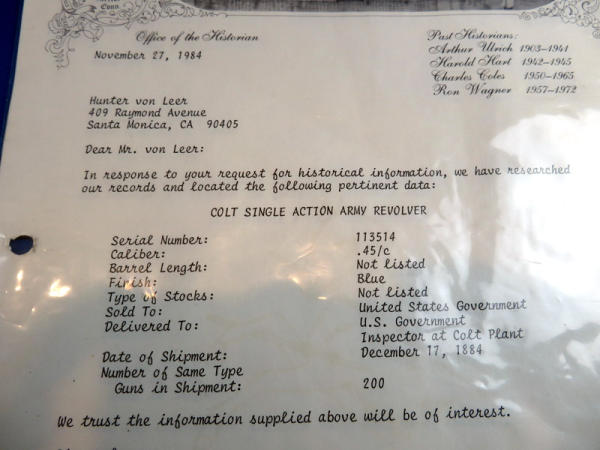 Office of the Historian
November 27, 1984
Past Historians:
Arthur Ulrich 1903–1941
Harold Hart 1942–1945
Charles Coles 1950–1965
Ron Wagner 1957–1972
Hunter von Leer
409 Raymond Avenue
Santa Monica, CA 90405
Dear Mr. von Leer:
In response to your request for historical information, we have researched
our records and located the following pertinent data:
COLT SINGLE ACTION ARMY REVOLVER
Serial Number: 113514
Caliber: .45/c
Barrel Length: Not listed
Finish: Blue
Type of Stocks: Not listed
Sold To: United States Government
Delivered To: U.S. Government
Inspector at Colt Plant
Date of Shipment: December 17, 1884
Number of Same Type
Guns in Shipment: 200
We trust the information supplied above will be of interest.